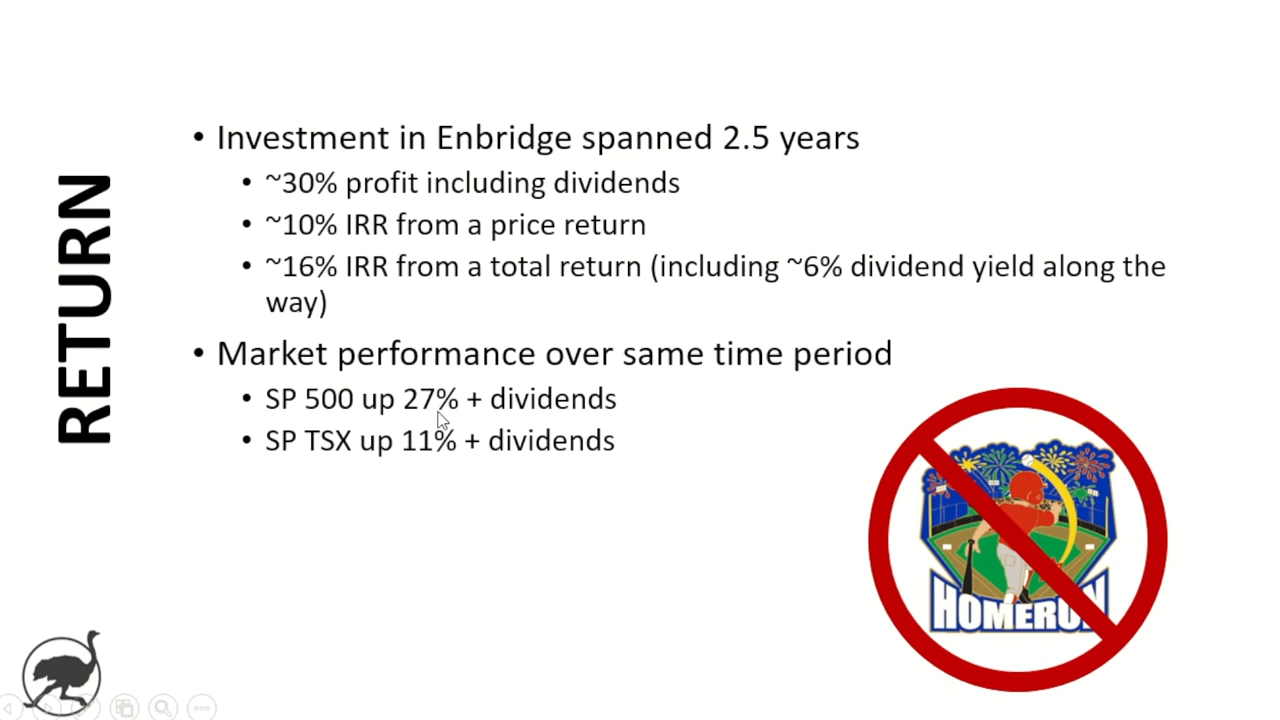 RETURN
• Investment in Enbridge spanned 2.5 years
• ~30% profit including dividends
• ~10% IRR from a price return
• ~16% IRR from a total return (including ~6% dividend yield along the
way)
• Market performance over same time period
• SP 500 up 27% + dividends
• SP TSX up 11% + dividends
HOMERUN